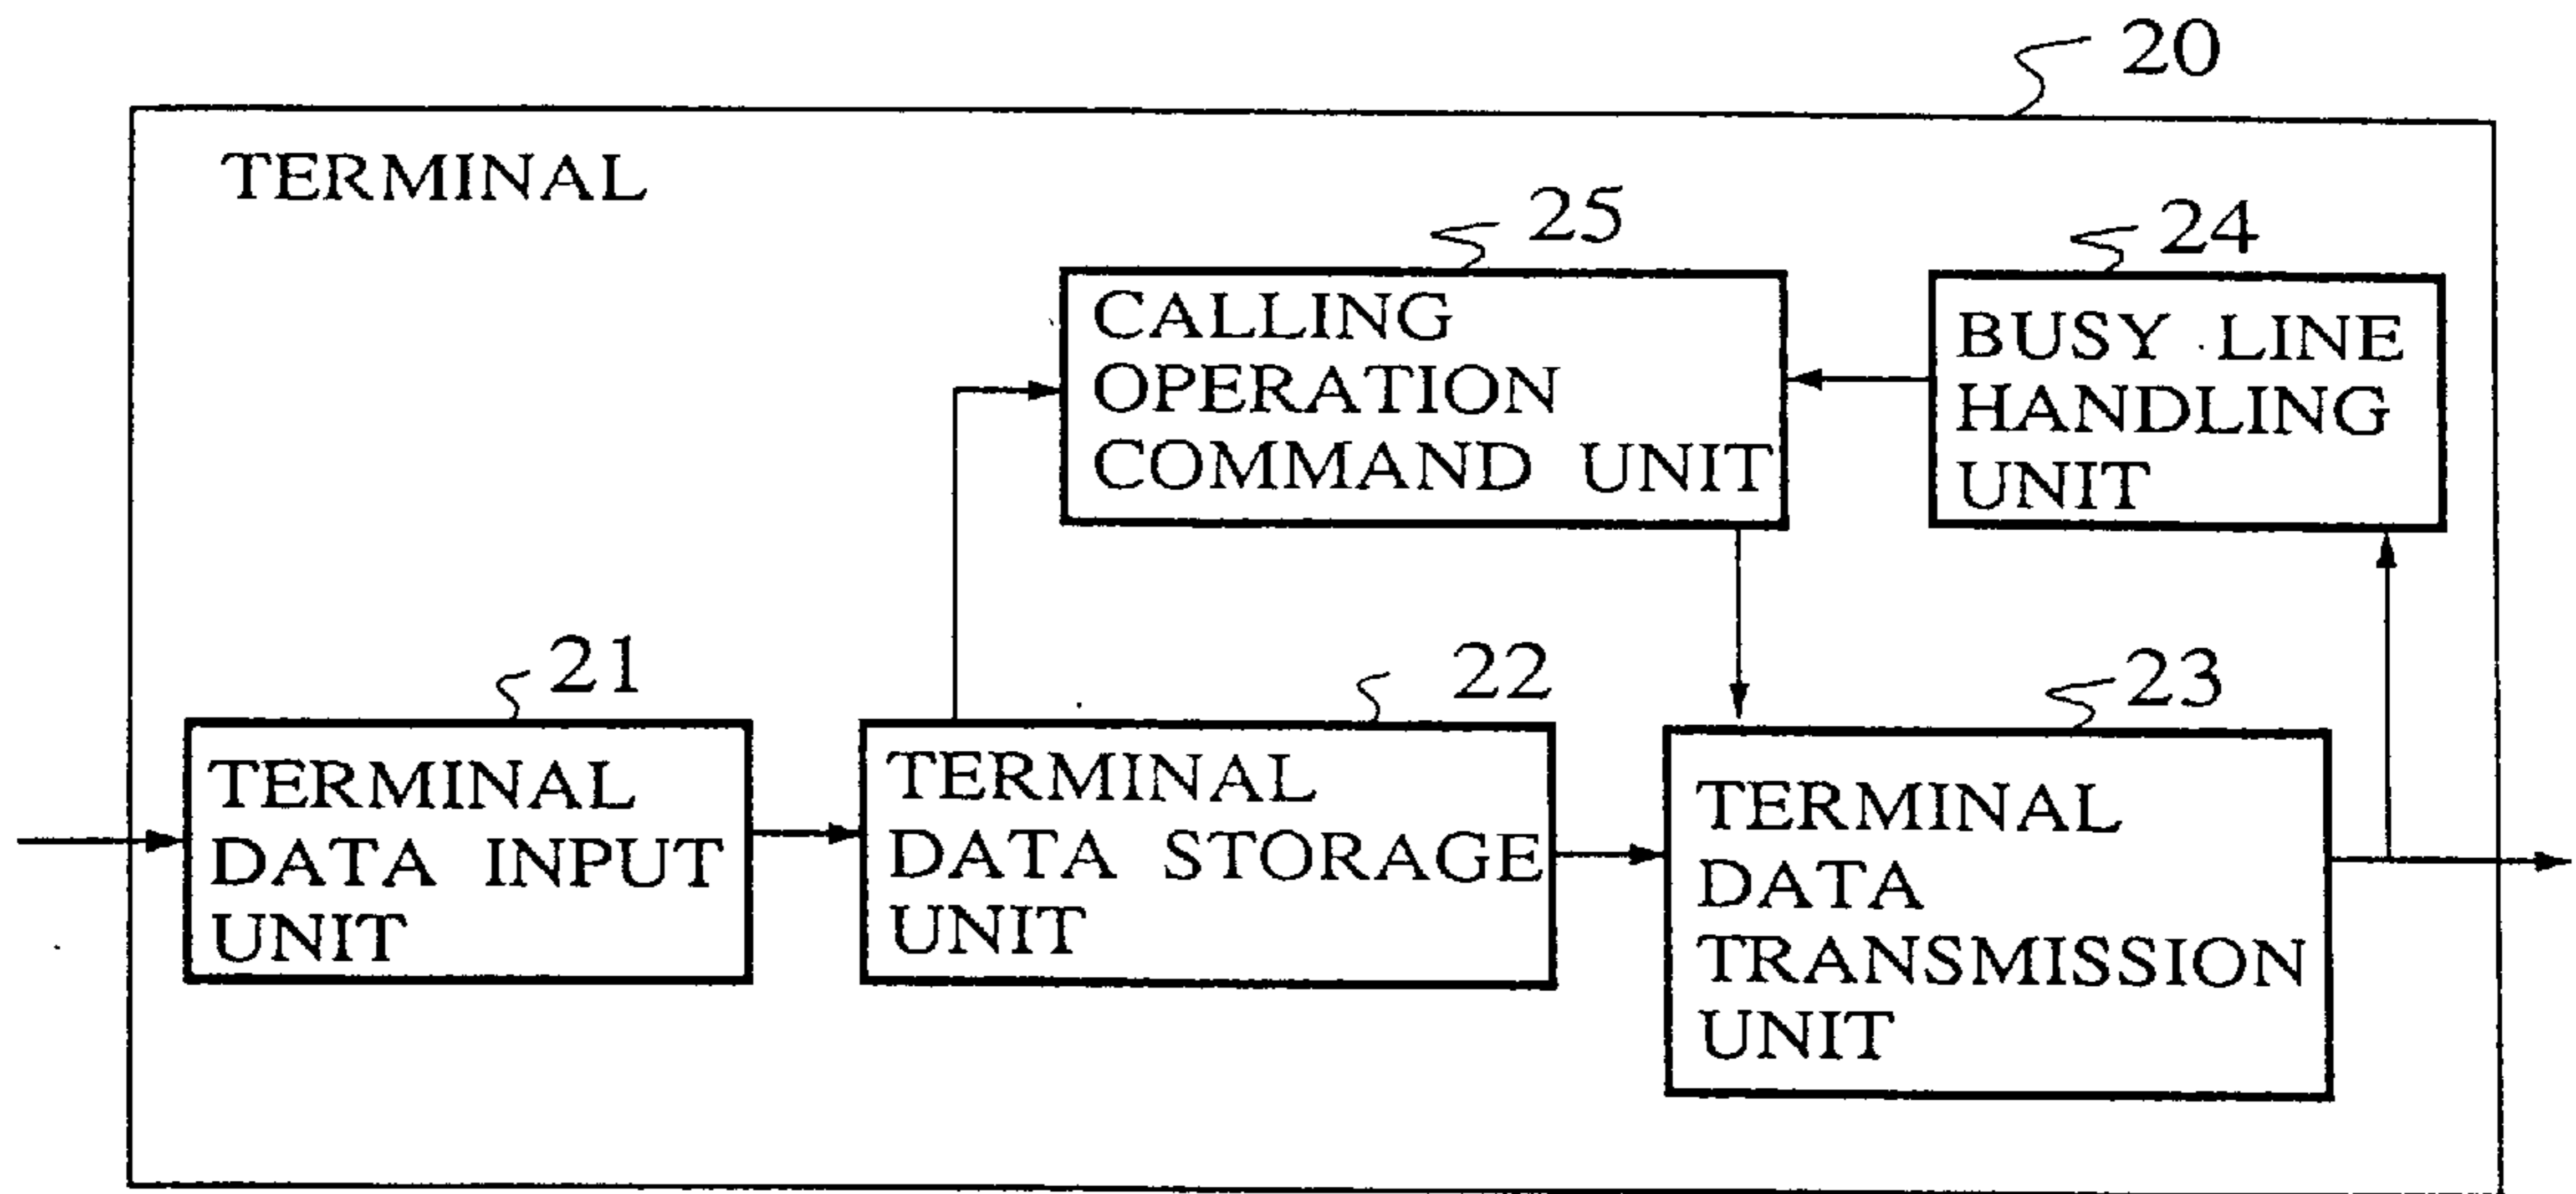 20
TERMINAL
25
CALLING
OPERATION
COMMAND UNIT
24
BUSY LINE
HANDLING
UNIT
21
TERMINAL
DATA INPUT
UNIT
22
TERMINAL
DATA STORAGE
UNIT
23
TERMINAL
DATA
TRANSMISSION
UNIT